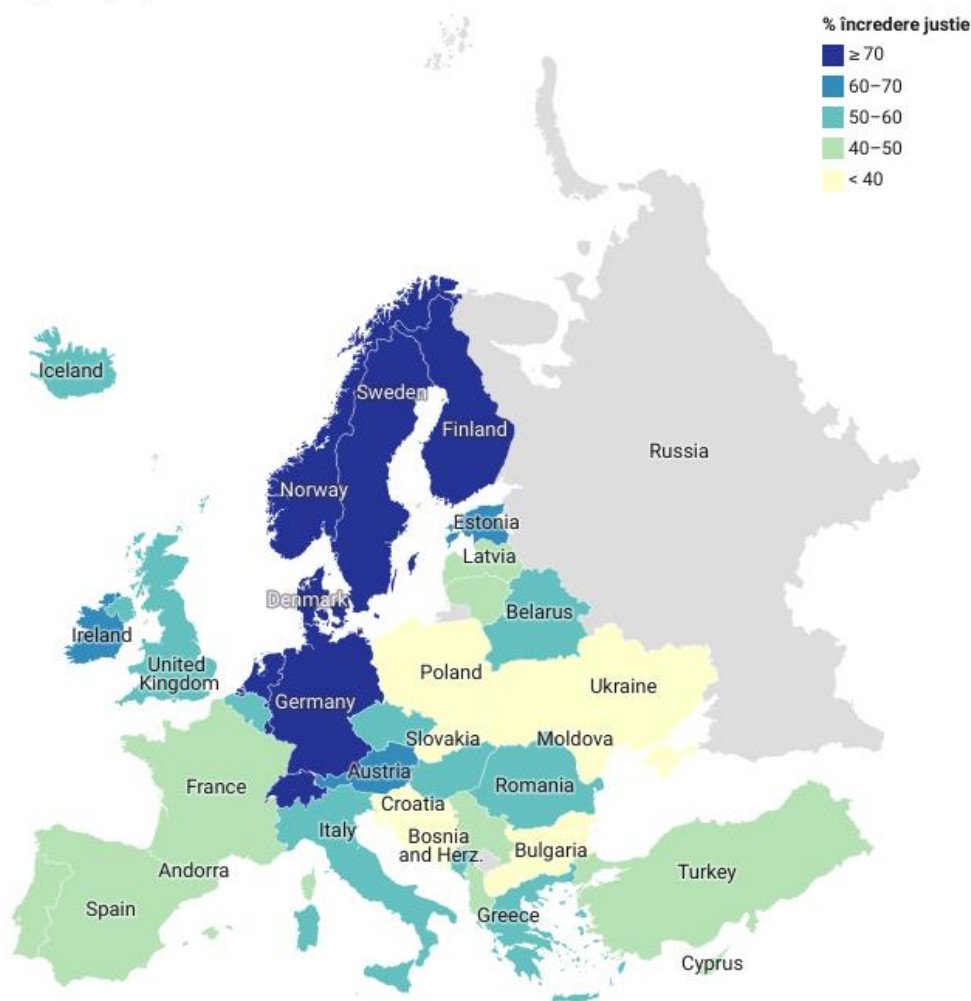 % încredere justie
≥ 70
60–70
50–60
40–50
< 40
Iceland
Sweden
Finland
Norway
Russia
Estonia
Latvia
Denmark
Belarus
Ireland
United
Kingdom
Poland
Ukraine
Germany
Slovakia
Moldova
Austria
France
Romania
Croatia
Italy
Bosnia
and Herz.
Bulgaria
Andorra
Turkey
Spain
Greece
Cyprus